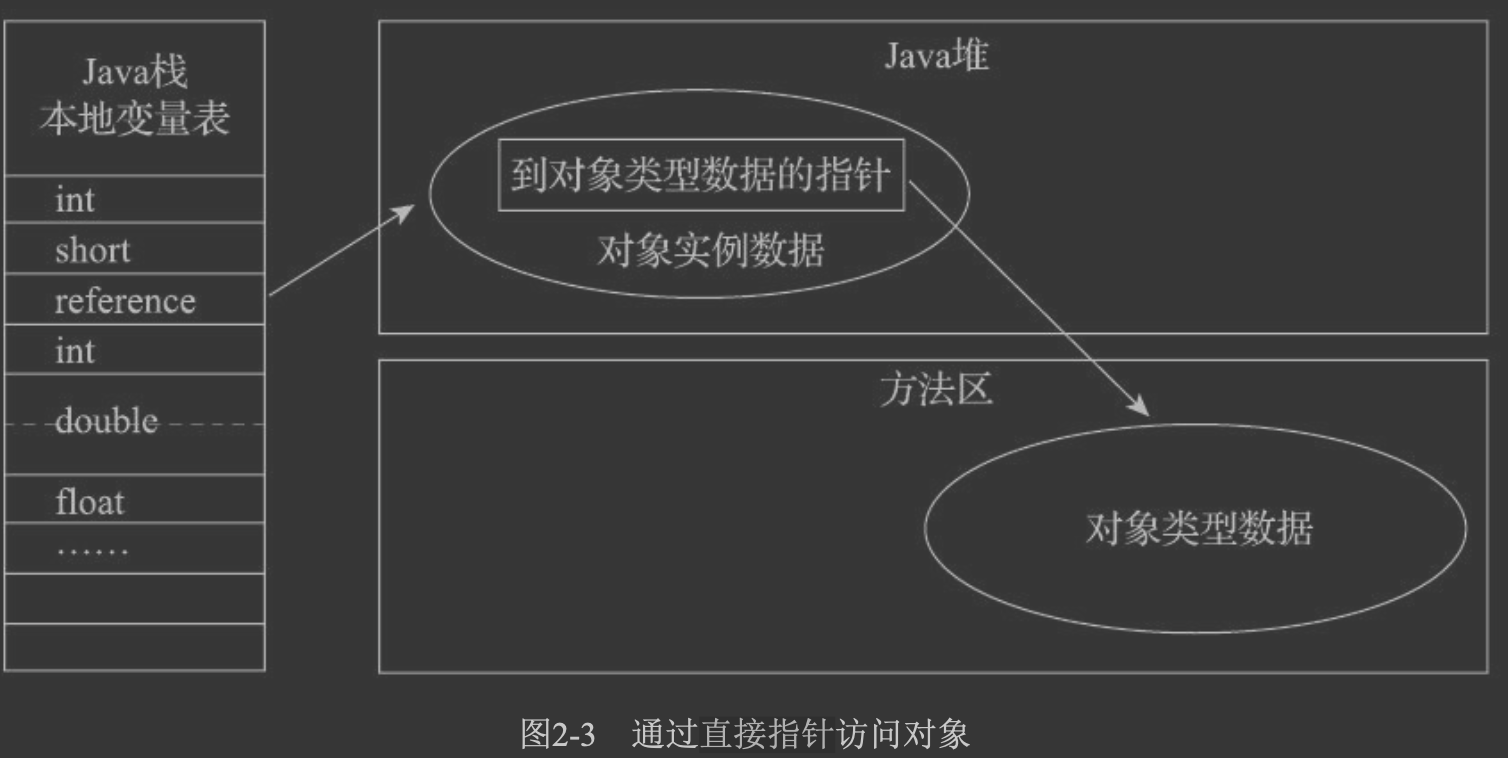 Java栈
本地变量表
int
short
reference
int
double
float
……
Java堆
到对象类型数据的指针
对象实例数据
方法区
对象类型数据
图2-3 通过直接指针访问对象